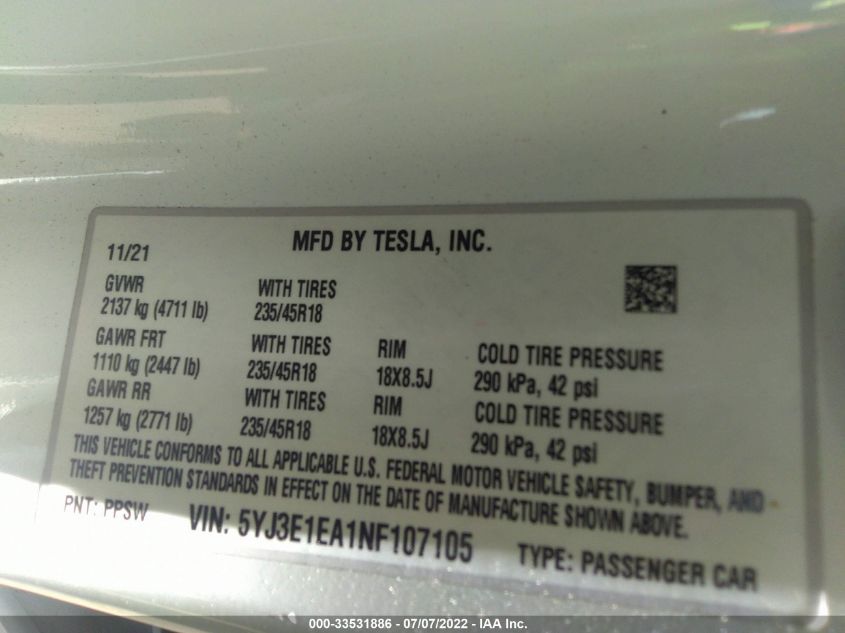 11/21 MFD BY TESLA, INC.
GVWR
2137 kg (4711 lb) WITH TIRES
235/45R18
GAWR FRT
1110 kg (2447 lb) WITH TIRES
235/45R18 RIM
18X8.5J COLD TIRE PRESSURE
290 kPa, 42 psi
GAWR RR
1257 kg (2771 lb) WITH TIRES
235/45R18 RIM
18X8.5J COLD TIRE PRESSURE
290 kPa, 42 psi
THIS VEHICLE CONFORMS TO ALL APPLICABLE U.S. FEDERAL MOTOR VEHICLE SAFETY, BUMPER, AND
THEFT PREVENTION STANDARDS IN EFFECT ON THE DATE OF MANUFACTURE SHOWN ABOVE.
PNT: PPSW VIN: 5YJ3E1EA1NF107105 TYPE: PASSENGER CAR
000-33531886 - 07/07/2022 - IAA Inc.